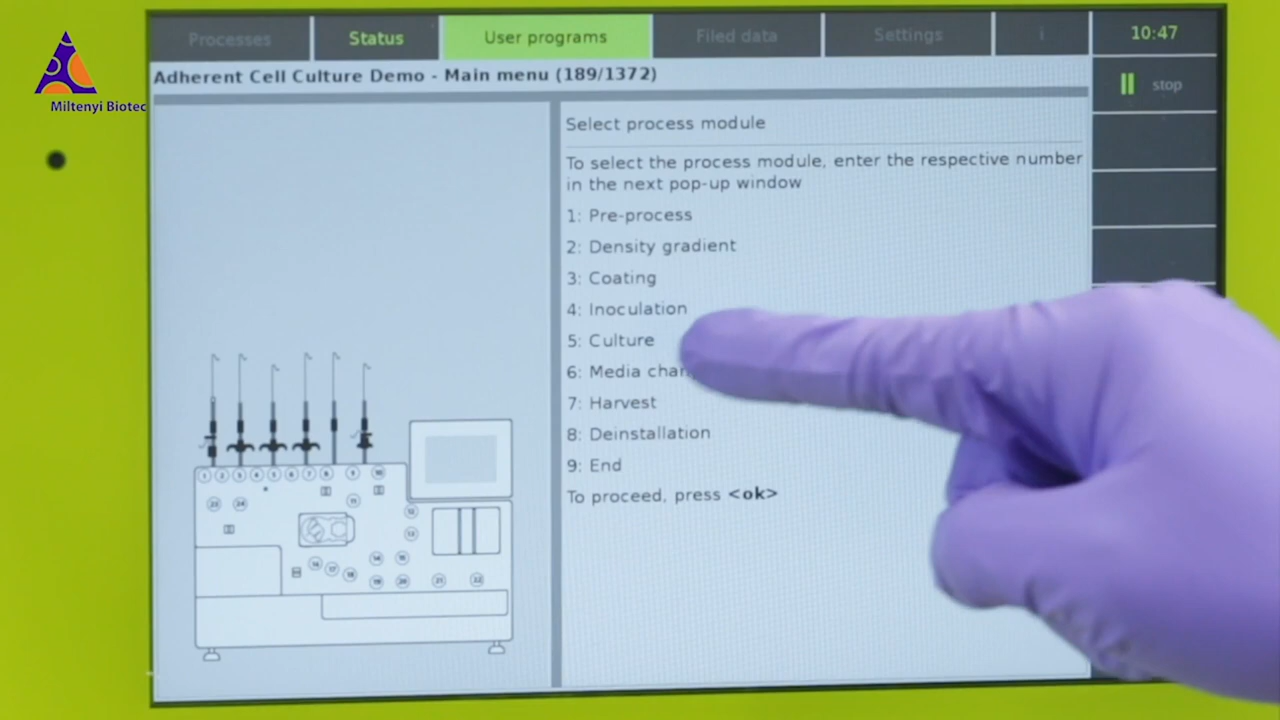 Miltenyi Biotec
Processes
Status
User programs
Filed data
Settings
i
10:47
Adherent Cell Culture Demo - Main menu (189/1372)
stop
Select process module
To select the process module, enter the respective number
in the next pop-up window
1: Pre-process
2: Density gradient
3: Coating
4: Inoculation
5: Culture
6: Media
7: Harvest
8: Deinstallation
9: End
To proceed, press <ok>